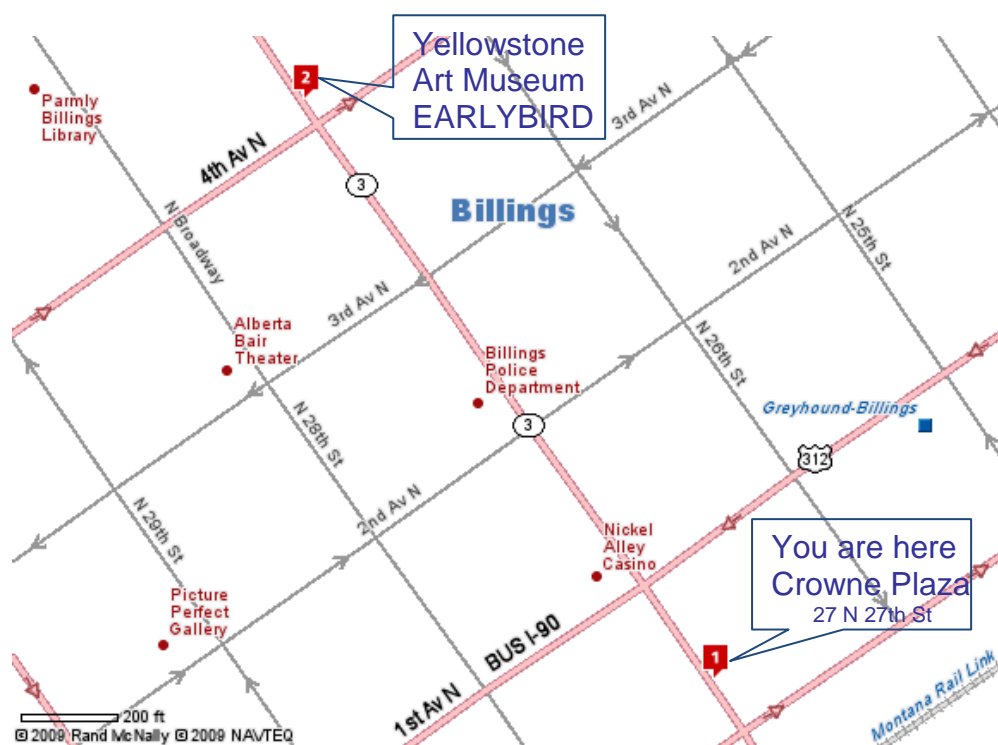 Yellowstone
Art Museum
EARLYBIRD
2
Parmly
Billings
Library
4th Av N
3rd Av N
3
N Broadway
Billings
N 25th St
2nd Av N
3rd Av N
Alberta
Bair
Theater
Billings
Police
Department
N 26th St
N 28th St
3
Greyhound-Billings
312
2nd Av N
N 29th St
Nickel
Alley
Casino
You are here
Crowne Plaza
27 N 27th St
Picture
Perfect
Gallery
BUS I-90
1
1st Av N
Montana Rail Link
200 ft
© 2009 Rand McNally © 2009 NAVTEQ